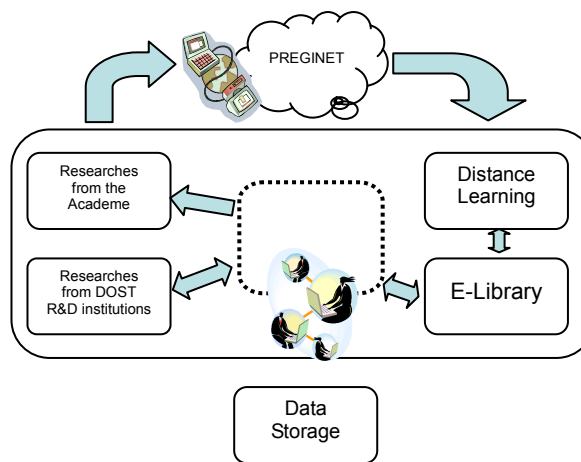 PREGINET
Researches
from the
Academe
Distance
Learning
Researches
from DOST
R&D institutions
E-Library
Data
Storage